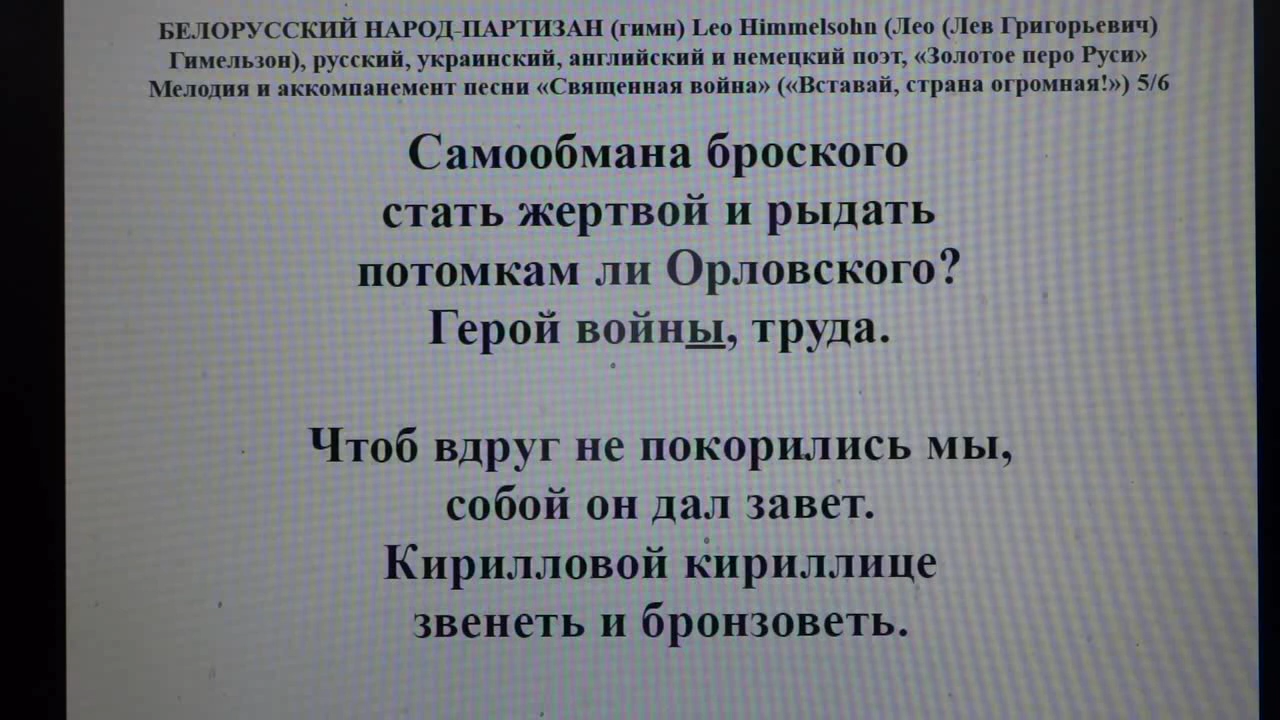 БЕЛОРУССКИЙ НАРОД-ПАРТИЗАН (гимн) Leo Himmelsohn (Лео (Лев Григорьевич)
Гимельзон), русский, украинский, английский и немецкий поэт, «Золотое перо Руси»
Мелодия и аккомпанемент песни «Священная война» («Вставай, страна огромная!») 5/6
Самообмана броского
стать жертвой и рыдать
потомкам ли Орловского?
Герой войны, труда.
Чтоб вдруг не покорились мы,
собой он дал завет.
Кирилловой кириллице
звенеть и бронзоветь.